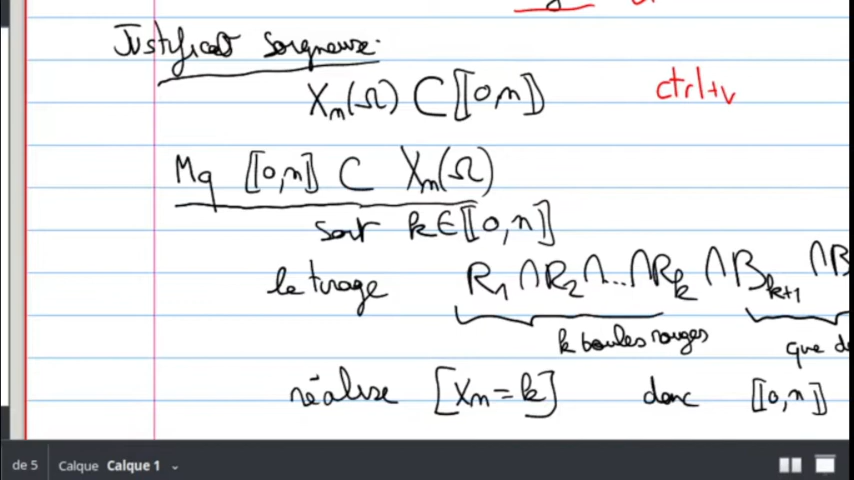 Justificat° soigneuse.
Xn(Ω) ⊂ ⟦0,n⟧
ctrl+v
Mq ⟦0,n⟧ ⊂ Xn(Ω)
soit k∈⟦0,n⟧
le tirage R1 ∩ R2 ∩...∩ Rk ∩ Bk+1 ∩ B
k boules rouges que de
réalise [Xn = k] donc ⟦0,n⟧
de 5 Calque Calque 1